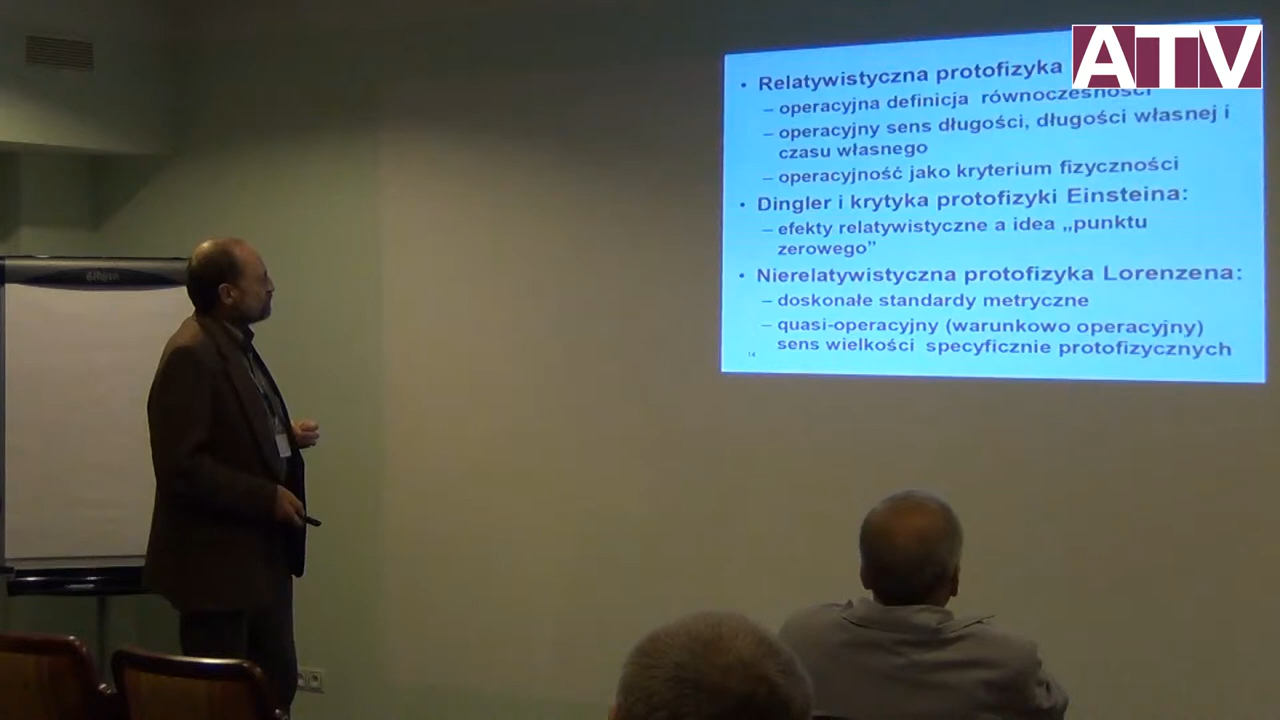 ATV
• Relatywistyczna protofizyka
– operacyjna definicja równoczesności
– operacyjny sens długości, długości własnej i
czasu własnego
– operacyjność jako kryterium fizyczności
• Dingler i krytyka protofizyki Einsteina:
– efekty relatywistyczne a idea „punktu
zerowego”
• Nierelatywistyczna protofizyka Lorenzena:
– doskonałe standardy metryczne
– quasi-operacyjny (warunkowo operacyjny)
sens wielkości specyficznie protofizycznych
14